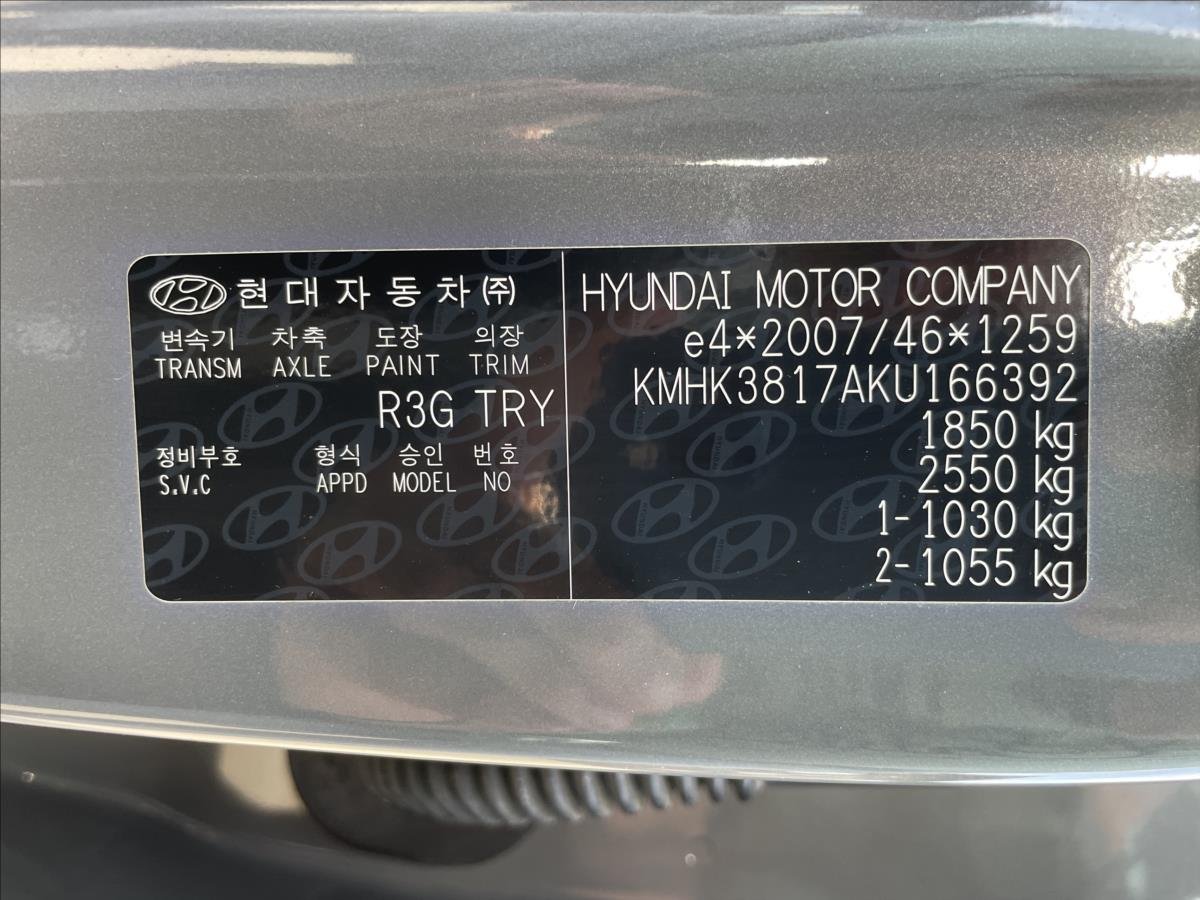 현대자동차㈜
변속기 차축 도장 의장
TRANSM AXLE PAINT TRIM
R3G TRY
정비부호 형식 승인 번호
S.V.C APPD MODEL NO
HYUNDAI MOTOR COMPANY
e4*2007/46*1259
KMHK3817AKU166392
1850 kg
2550 kg
1-1030 kg
2-1055 kg